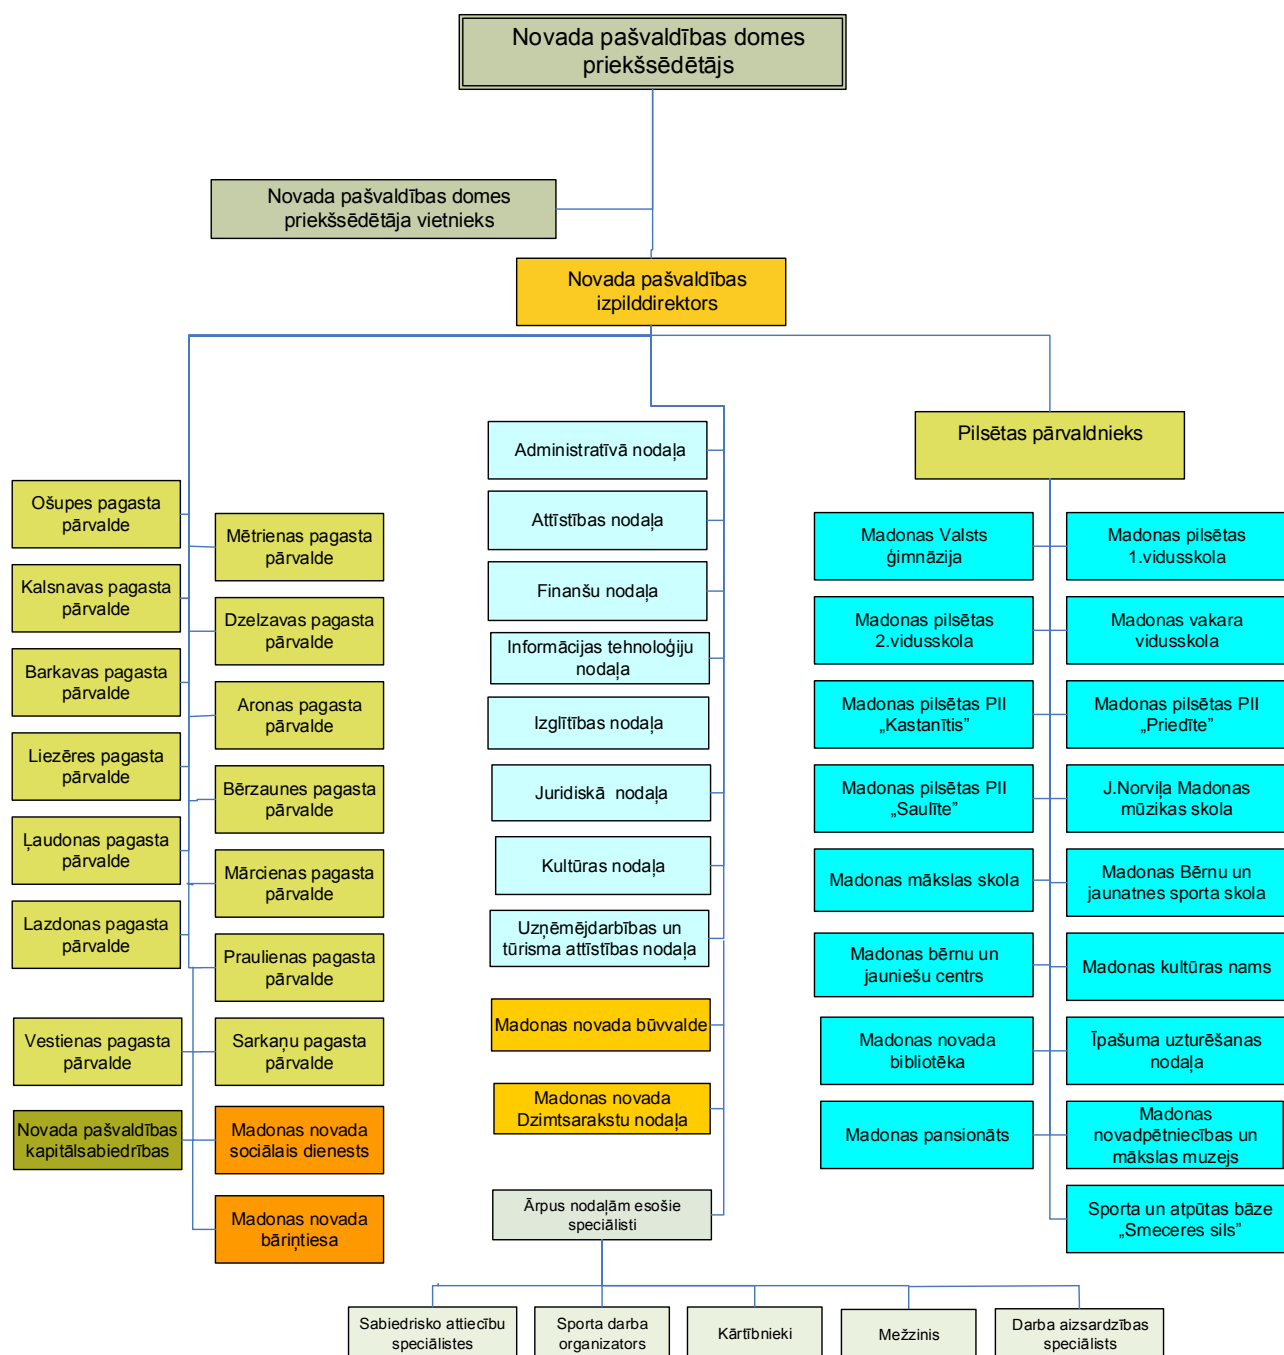 Novada pašvaldības domes
priekšsēdētājs
Novada pašvaldības domes
priekšsēdētāja vietnieks
Novada pašvaldības
izpilddirektors
Ošupes pagasta
pārvalde
Kalsnavas pagasta
pārvalde
Barkavas pagasta
pārvalde
Liezēres pagasta
pārvalde
Ļaudonas pagasta
pārvalde
Lazdonas pagasta
pārvalde
Vestienas pagasta
pārvalde
Novada pašvaldības
kapitālsabiedrības
Mētrienas pagasta
pārvalde
Dzelzavas pagasta
pārvalde
Aronas pagasta
pārvalde
Bērzaunes pagasta
pārvalde
Mārcienas pagasta
pārvalde
Praulienas pagasta
pārvalde
Sarkaņu pagasta
pārvalde
Madonas novada
sociālais dienests
Madonas novada
bāriņtiesa
Administratīvā nodaļa
Attīstības nodaļa
Finanšu nodaļa
Informācijas tehnoloģiju
nodaļa
Izglītības nodaļa
Juridiskā nodaļa
Kultūras nodaļa
Uzņēmējdarbības un
tūrisma attīstības nodaļa
Madonas novada būvvalde
Madonas novada
Dzimtsarakstu nodaļa
Ārpus nodaļām esošie
speciālisti
Pilsētas pārvaldnieks
Madonas Valsts
ģimnāzija
Madonas pilsētas
2.vidusskola
Madonas pilsētas PII
„Kastanītis”
Madonas pilsētas PII
„Saulīte”
Madonas mākslas skola
Madonas bērnu un
jauniešu centrs
Madonas novada
bibliotēka
Madonas pansionāts
Madonas pilsētas
1.vidusskola
Madonas vakara
vidusskola
Madonas pilsētas PII
„Priedīte”
J.Norviļa Madonas
mūzikas skola
Madonas Bērnu un
jaunatnes sporta skola
Madonas kultūras nams
Īpašuma uzturēšanas
nodaļa
Madonas
novadpētniecības un
mākslas muzejs
Sporta un atpūtas bāze
„Smeceres sils”
Sabiedrisko attiecību
speciālistes
Sporta darba
organizators
Kārtībnieki
Mežzinis
Darba aizsardzības
speciālists